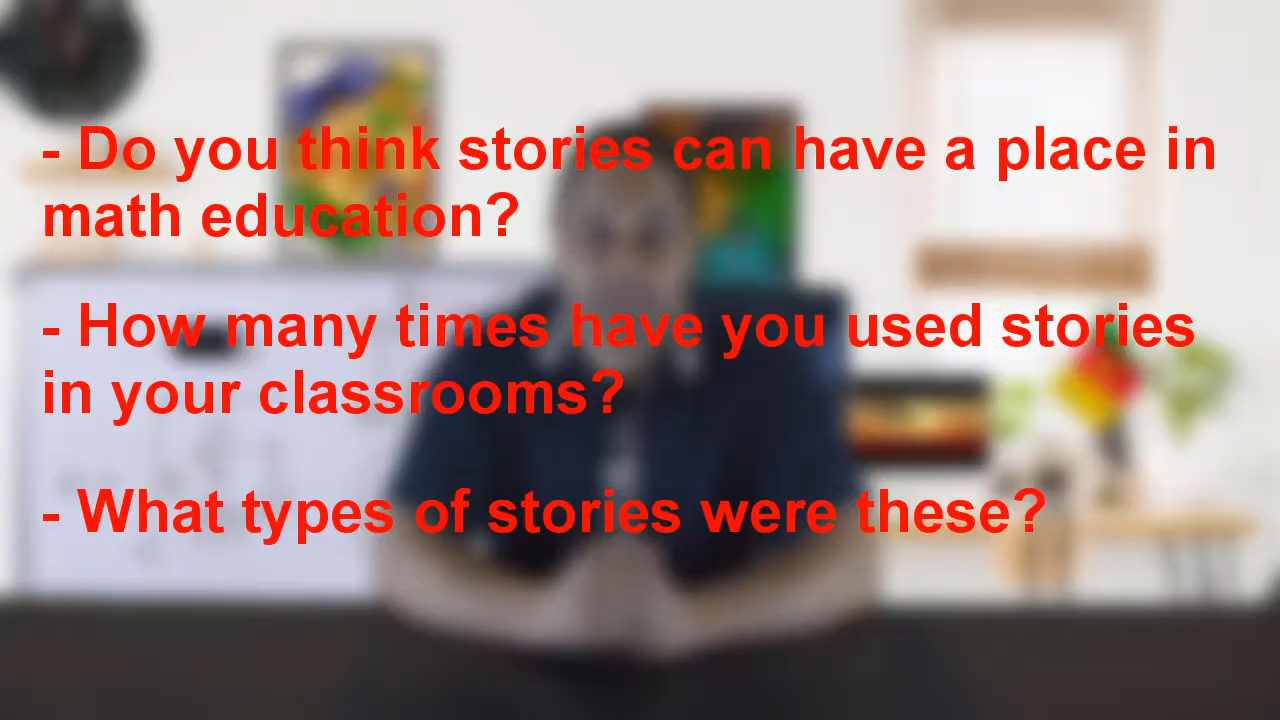 - Do you think stories can have a place in
math education?
- How many times have you used stories
in your classrooms?
- What types of stories were these?